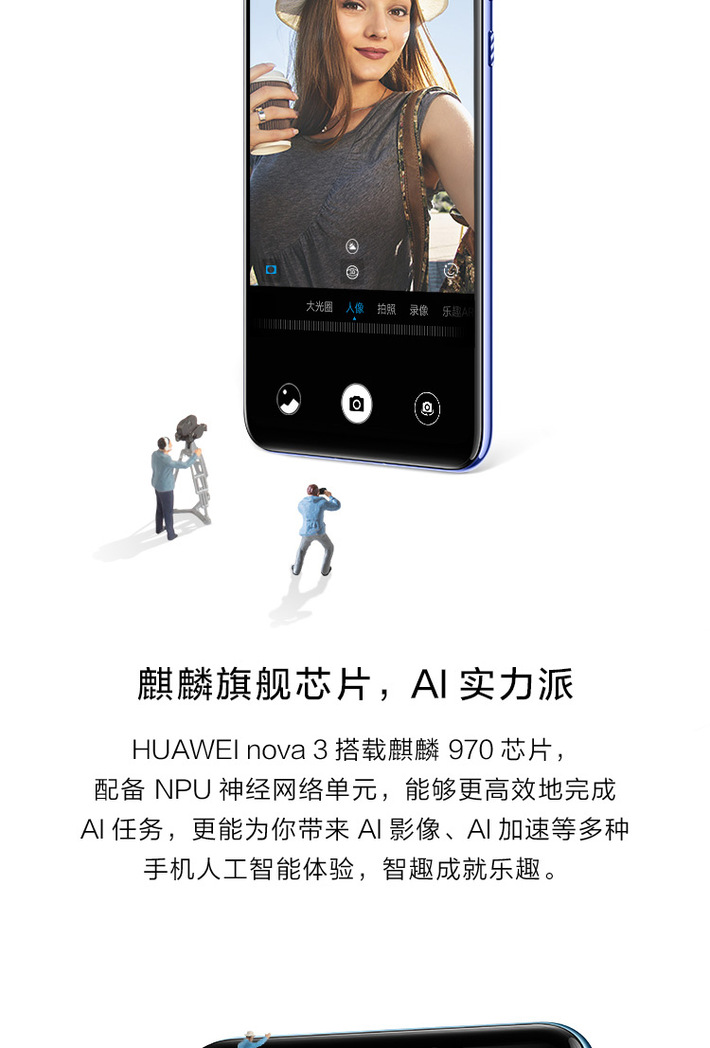 大光圈 人像 拍照 录像 乐趣AR
麒麟旗舰芯片，AI 实力派
HUAWEI nova 3 搭载麒麟 970 芯片，
配备 NPU 神经网络单元，能够更高效地完成
AI 任务，更能为你带来 AI 影像、AI 加速等多种
手机人工智能体验，智趣成就乐趣。